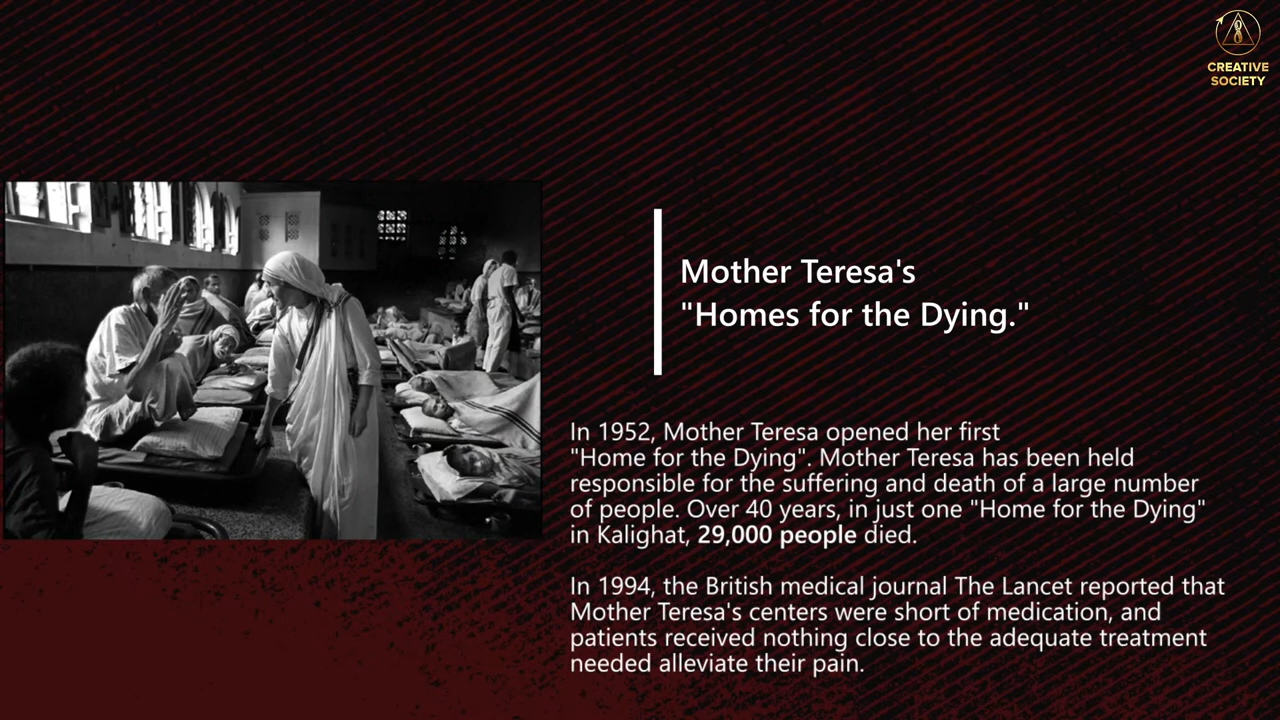 CREATIVE
SOCIETY
Mother Teresa's
"Homes for the Dying."
In 1952, Mother Teresa opened her first
"Home for the Dying". Mother Teresa has been held
responsible for the suffering and death of a large number
of people. Over 40 years, in just one "Home for the Dying"
in Kalighat, 29,000 people died.
In 1994, the British medical journal The Lancet reported that
Mother Teresa's centers were short of medication, and
patients received nothing close to the adequate treatment
needed alleviate their pain.